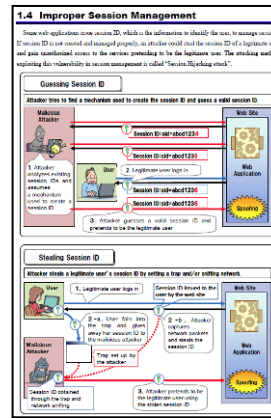 1.4 Improper Session Management
Some web applications issue session ID, which is the information to identify the user, to manage sessi
If session ID is not created and managed properly, an attacker could steal the session ID of a legitimate u
and gain unauthorized access to the services pretending to be the legitimate user. The attacking meth
exploiting this vulnerability in session management is called "Session Hijacking attack".
Guessing Session ID
Attacker tries to find a mechanism used to create the session ID and guess a valid session ID.
Malicious
Attacker
Web Site
Session ID:sid=abcd1234
Session ID:sid=abcd1235
1. Attacker
analyzes existing
session IDs and
assumes
a mechanism
used to create a
session ID
User
2. Legitimate user logs in
Session ID:sid=abcd1236
Session ID:sid=abcd1236
Web
Application
3. Attacker guesses a valid session ID and
pretends to be the legitimate user
Spoofing
Stealing Session ID
Attacker steals a legitimate user's session ID by setting a trap and/or sniffing network.
User
1. Legitimate user logs in
Session ID issued to the
user by the web site
Web Site
2-a. User falls into
the trap and gives
away her session ID to
the malicious attacker
2-b. Attacker
captures
network packets
and steals the
session ID
Malicious
Attacker
Trap set up by
the attacker
Web
Application
Session ID obtained
through the trap and
network sniffing
3. Attacker pretends to be
the legitimate user using
the stolen session ID
Spoofing